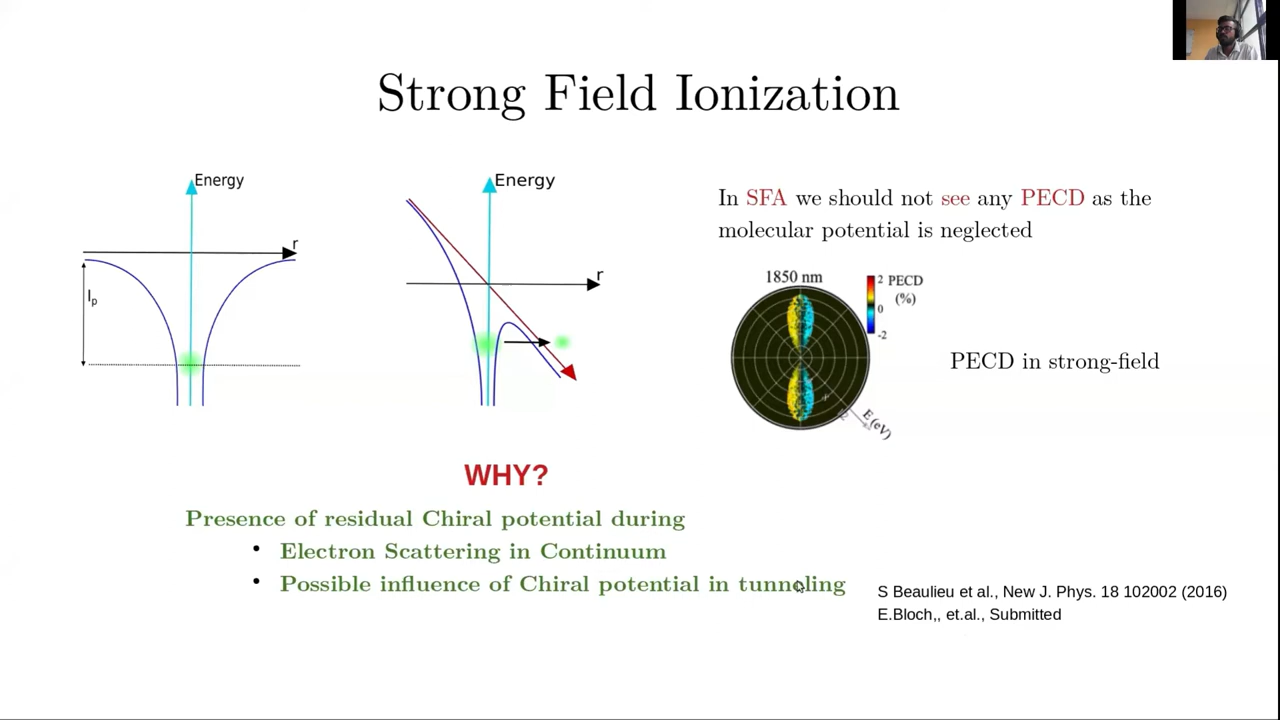 Strong Field Ionization
Energy
r
Ip
Energy
r
In SFA we should not see any PECD as the
molecular potential is neglected
1850 nm
2 PECD
(%)
0
-2
E (eV)
PECD in strong-field
WHY?
Presence of residual Chiral potential during
• Electron Scattering in Continuum
• Possible influence of Chiral potential in tunneling
S Beaulieu et al., New J. Phys. 18 102002 (2016)
E.Bloch,, et.al., Submitted